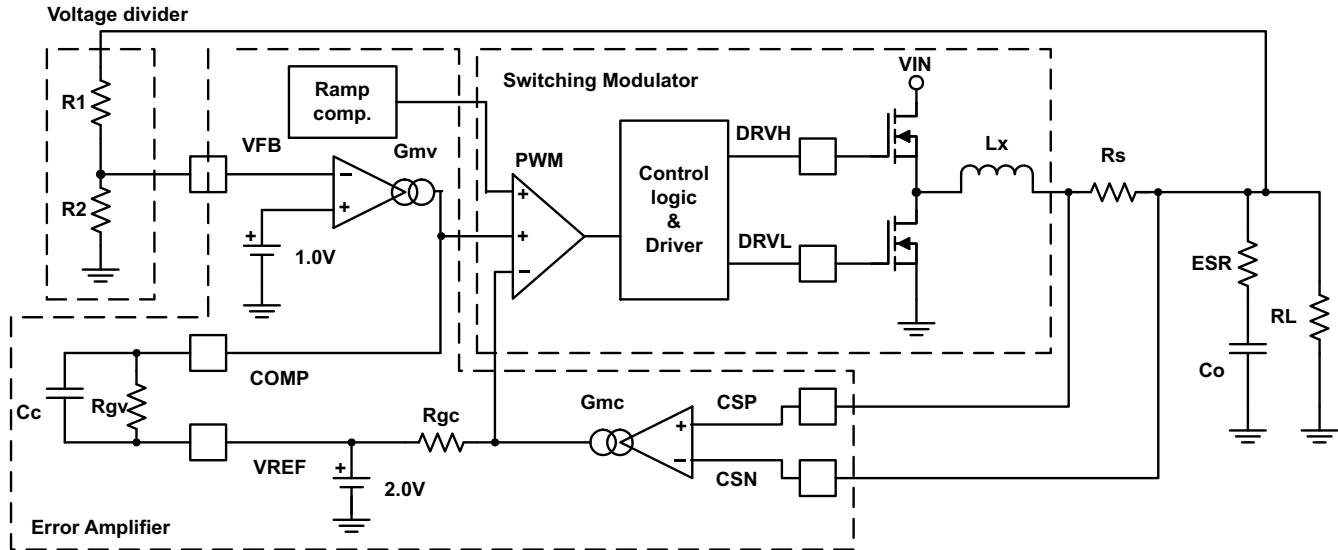 Voltage divider
R1
R2
VFB
Ramp
comp.
Gmv
−
+
+
1.0V
Switching Modulator
PWM
+
+
−
Control
logic
&
Driver
DRVH
DRVL
VIN
Lx
Rs
ESR
Co
RL
COMP
Cc
Rgv
VREF
Rgc
+
2.0V
Gmc
+
−
CSP
CSN
Error Amplifier